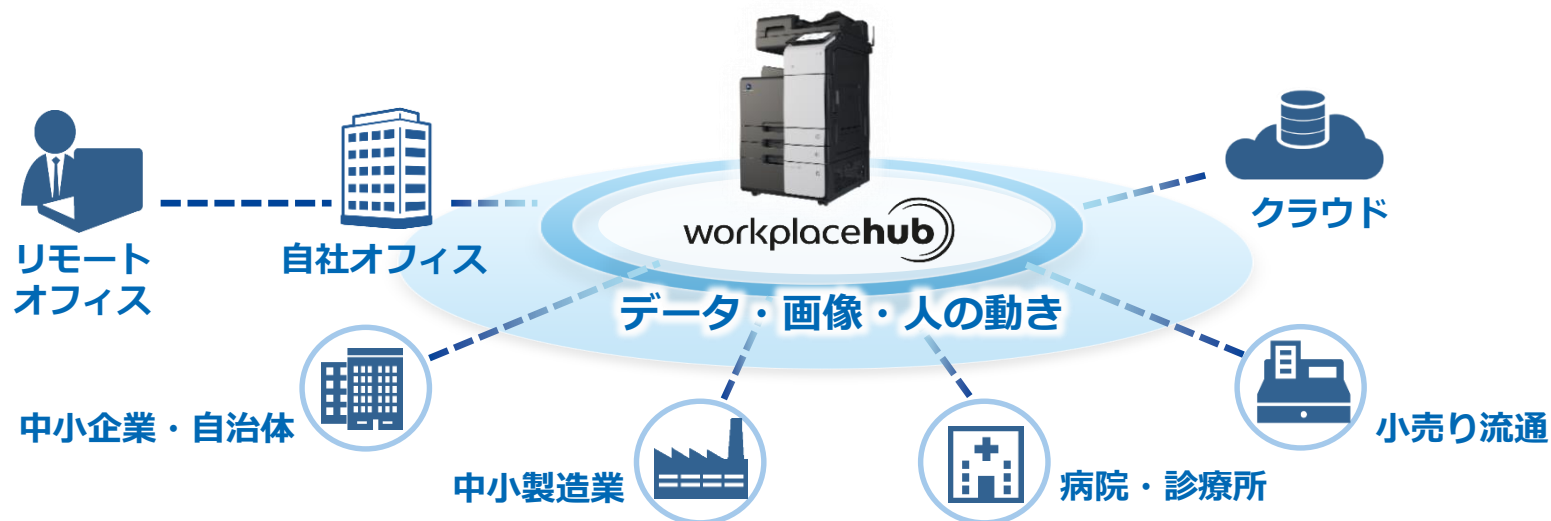 workplacehub
データ・画像・人の動き
リモート
オフィス
自社オフィス
クラウド
中小企業・自治体
中小製造業
病院・診療所
小売り流通